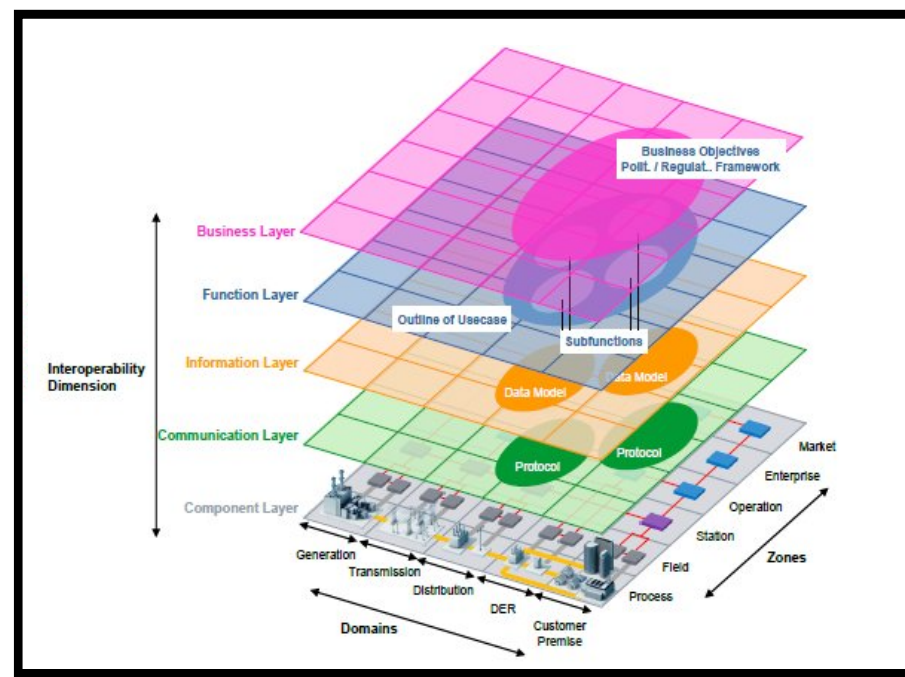 Business Objectives
Polit. / Regulat.. Framework
Business Layer
Function Layer
Outline of Usecase
Subfunctions
Interoperability
Dimension
Information Layer
Data Model
Data Model
Communication Layer
Protocol
Protocol
Component Layer
Market
Enterprise
Operation
Station
Field
Process
Zones
Generation
Transmission
Distribution
DER
Customer
Premise
Domains